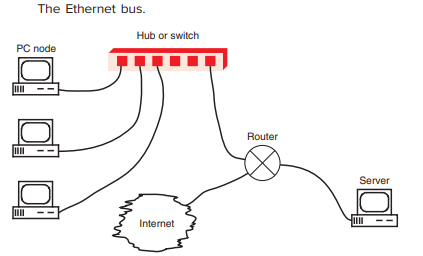 The Ethernet bus.
Hub or switch
PC node
Router
Server
Internet